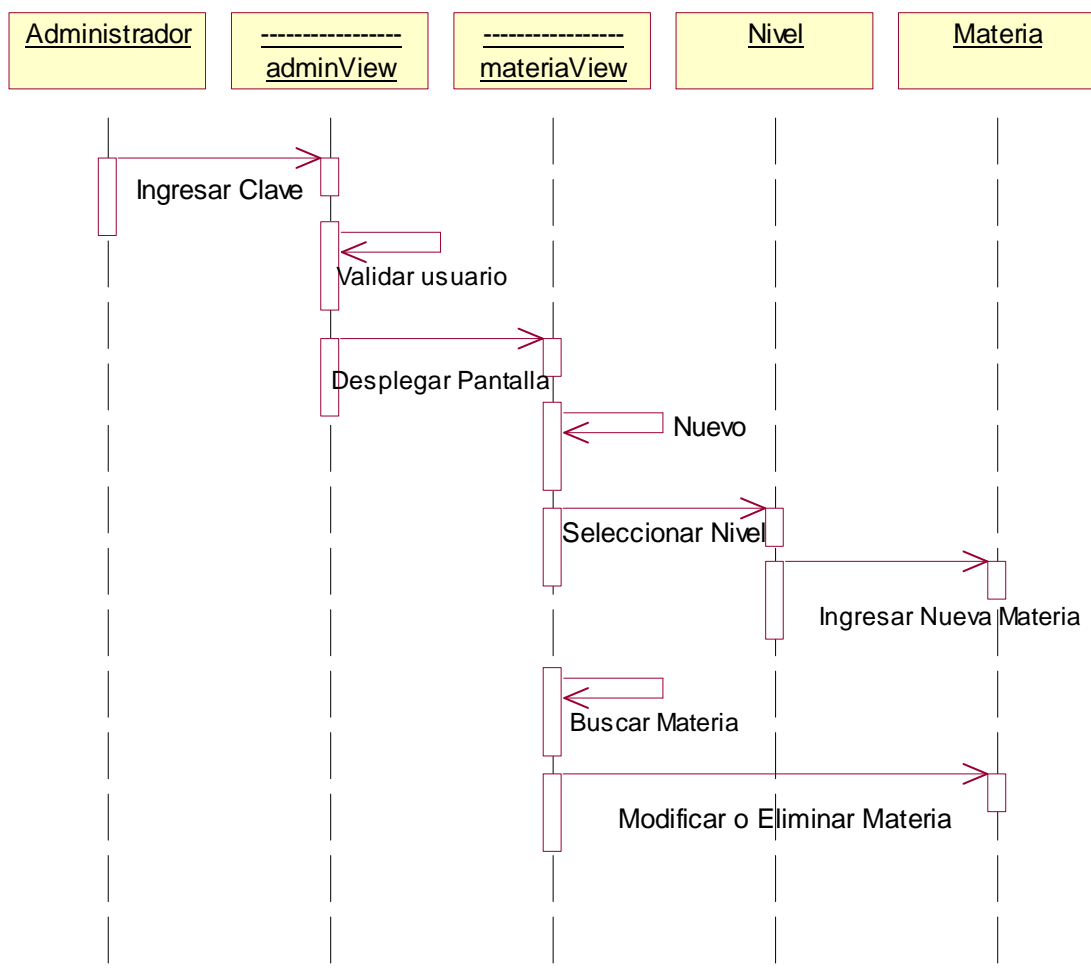 Administrador
-----------------
adminView
-----------------
materiaView
Nivel
Materia
Ingresar Clave
Validar usuario
Desplegar Pantalla
Nuevo
Seleccionar Nivel
Ingresar Nueva Materia
Buscar Materia
Modificar o Eliminar Materia